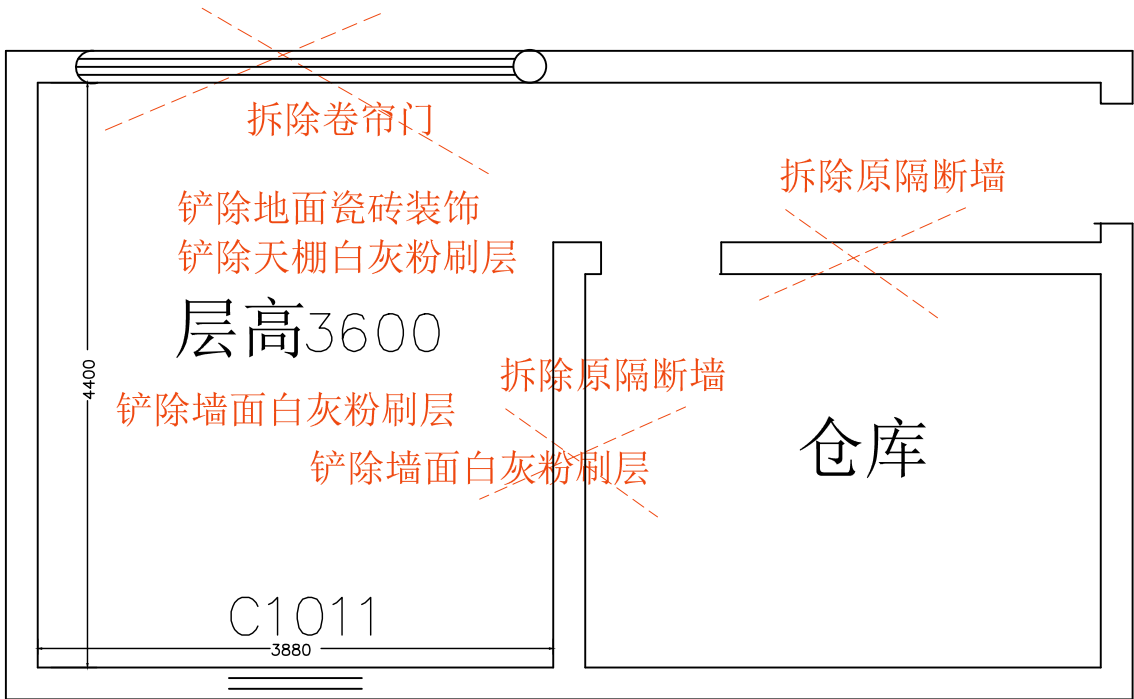 拆除卷帘门
拆除原隔断墙
铲除地面瓷砖装饰
铲除天棚白灰粉刷层
层高3600
4400
拆除原隔断墙
铲除墙面白灰粉刷层
仓库
铲除墙面白灰粉刷层
C1011
3880